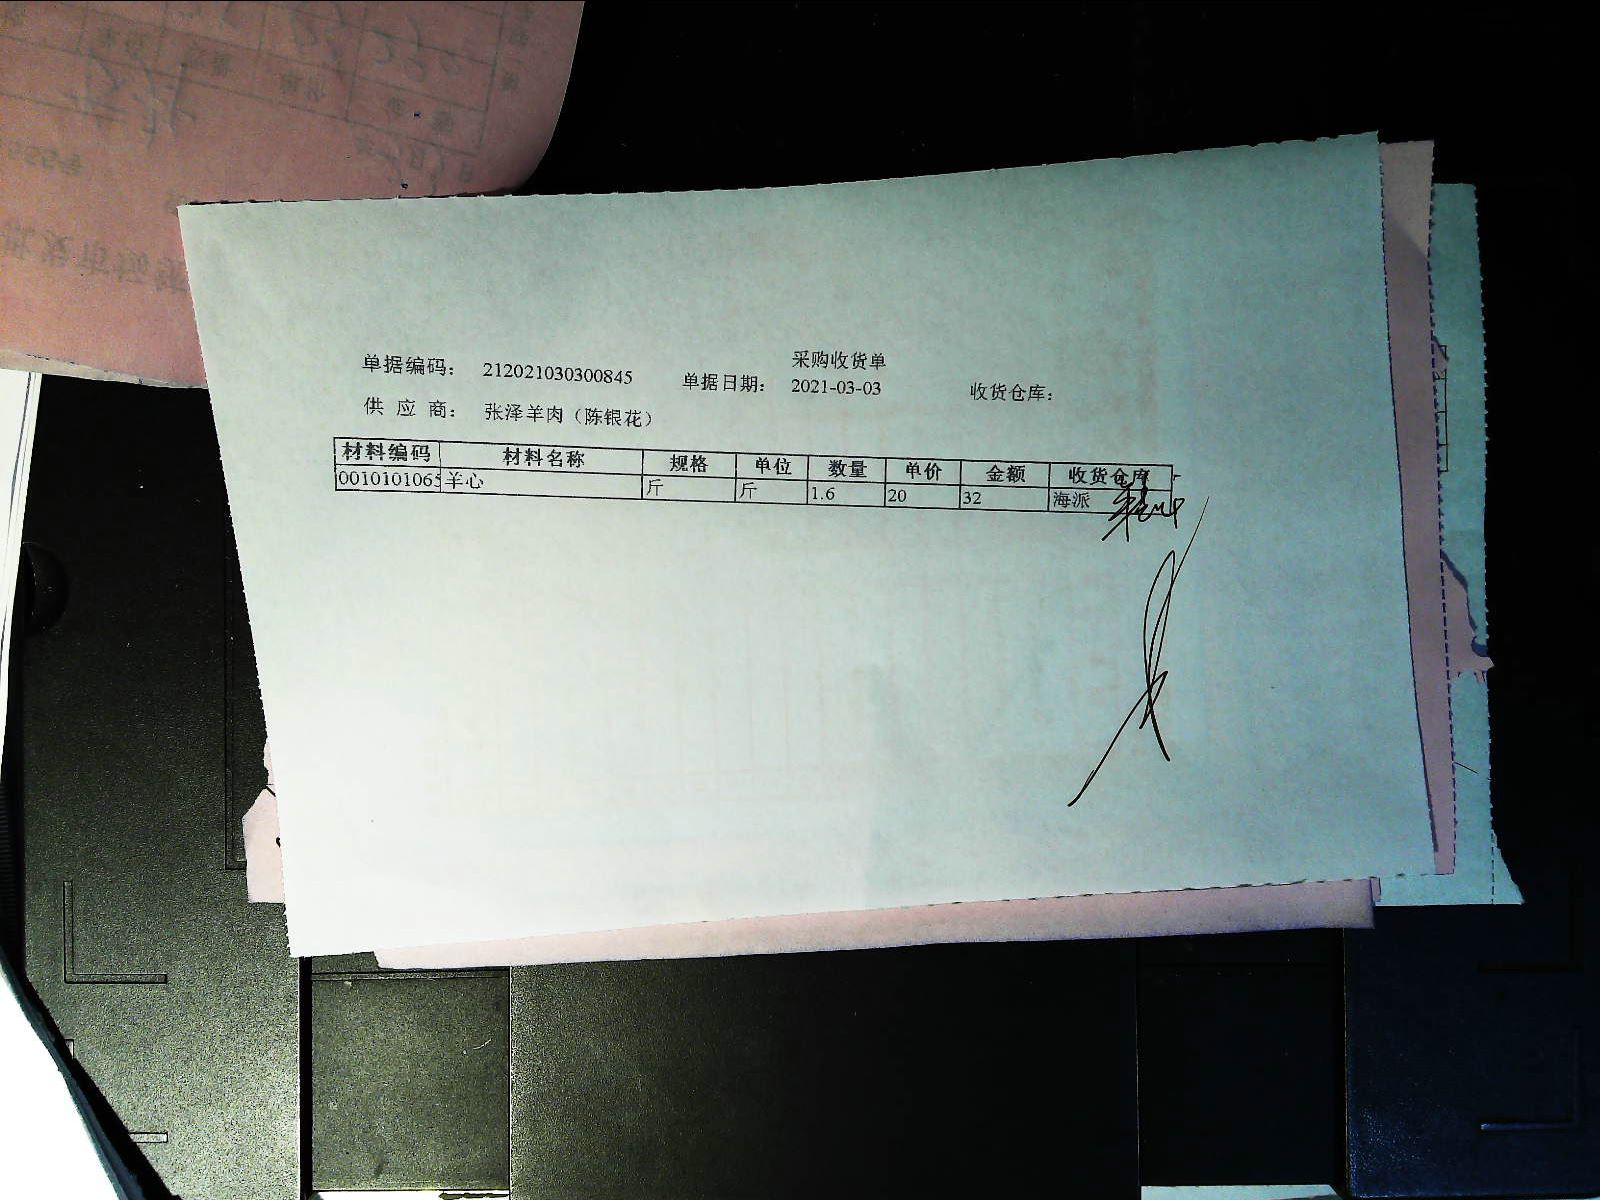 采购收货单
单据编码： 212021030300845 单据日期： 2021-03-03 收货仓库：
供 应 商： 张泽羊肉（陈银花）
材料编码 材料名称 规格 单位 数量 单价 金额 收货仓库
0010101065 羊心 斤 斤 1.6 20 32 海派